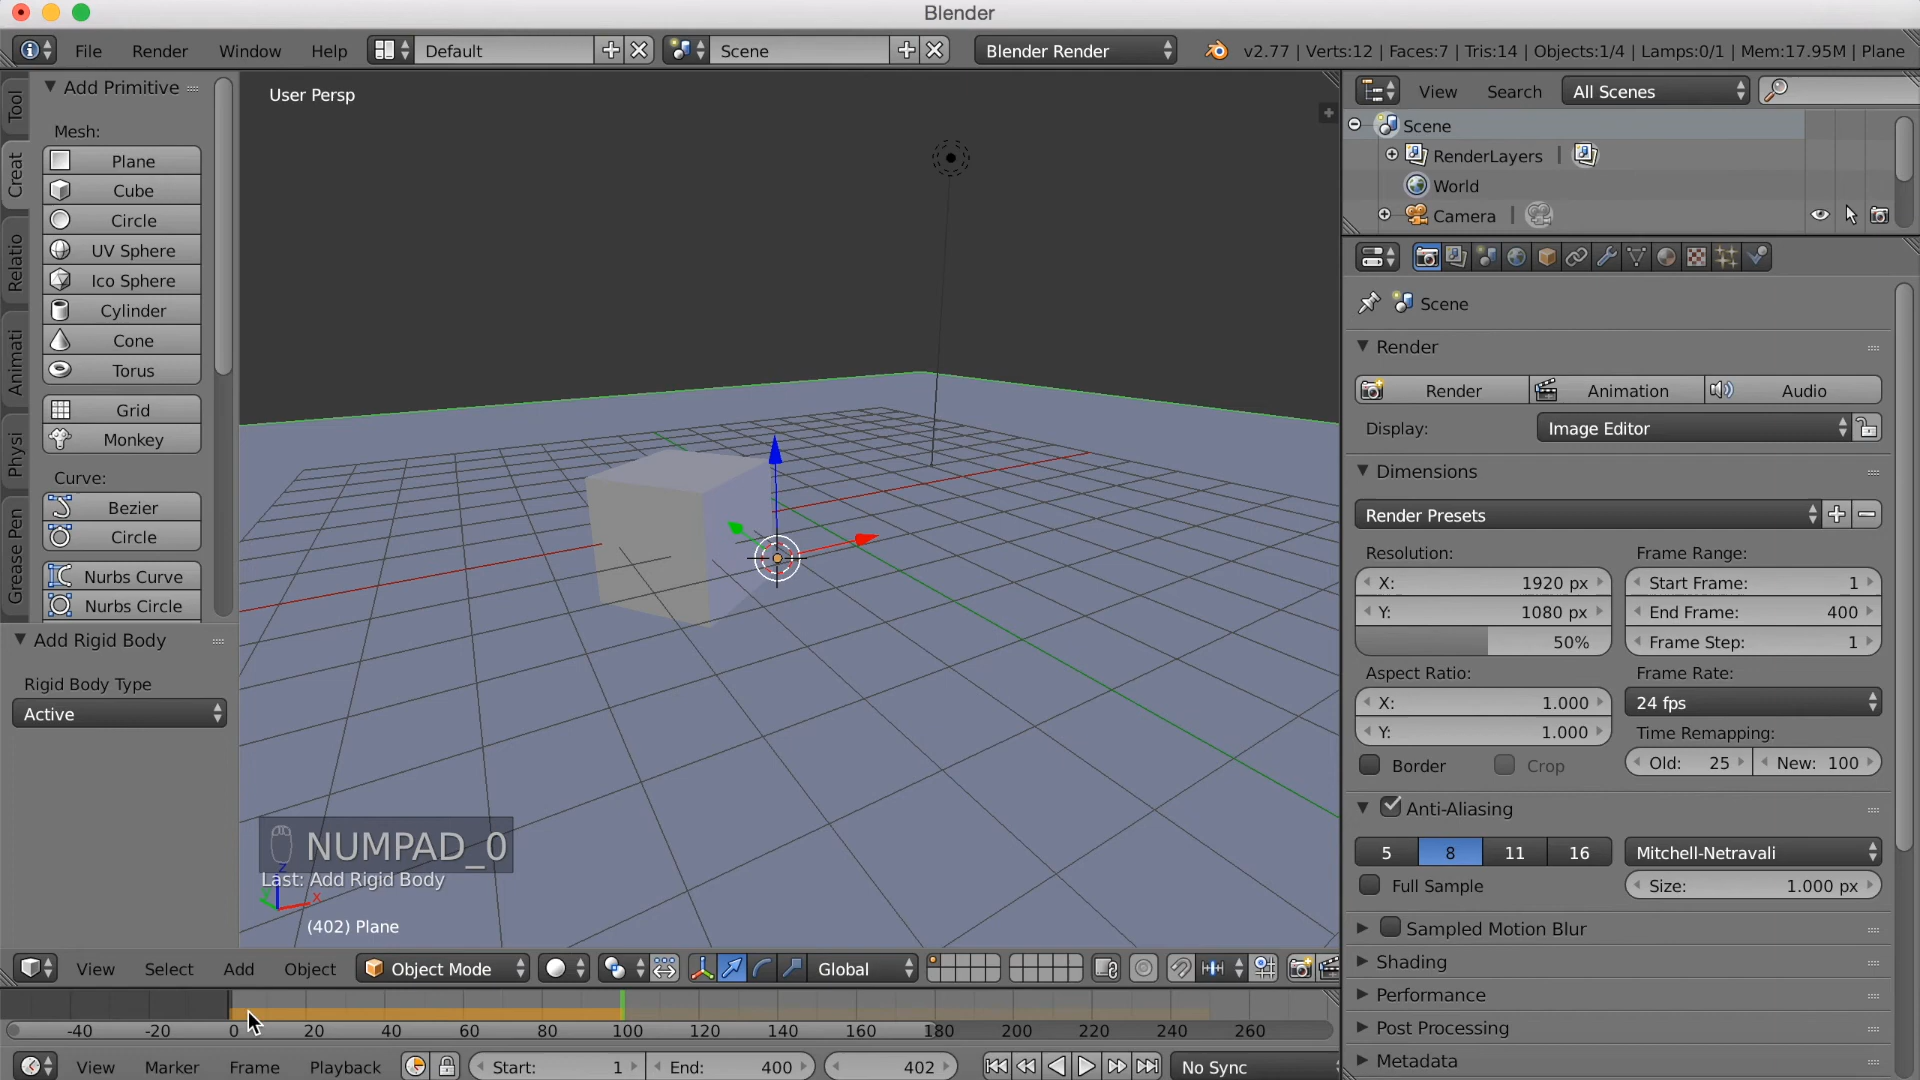 Blender
File Render Window Help Default Scene Blender Render v2.77 | Verts:12 | Faces:7 | Tris:14 | Objects:1/4 | Lamps:0/1 | Mem:17.95M | Plane
Tool
Creat
Relatio
Animati
Physi
Grease Pen
Add Primitive
Mesh:
Plane
Cube
Circle
UV Sphere
Ico Sphere
Cylinder
Cone
Torus
Grid
Monkey
Curve:
Bezier
Circle
Nurbs Curve
Nurbs Circle
Add Rigid Body
Rigid Body Type
Active
User Persp
NUMPAD_0
Last: Add Rigid Body
z
x
(402) Plane
View Select Add Object Object Mode Global
-40 -20 0 20 40 60 80 100 120 140 160 180 200 220 240 260
View Marker Frame Playback Start: 1 End: 400 402 No Sync
View Search All Scenes
Scene
RenderLayers |
World
Camera |
Scene
Render
Render Animation Audio
Display: Image Editor
Dimensions
Render Presets
Resolution: Frame Range:
X: 1920 px Start Frame: 1
Y: 1080 px End Frame: 400
50% Frame Step: 1
Aspect Ratio: Frame Rate:
X: 1.000 24 fps
Y: 1.000 Time Remapping:
Border Crop Old: 25 New: 100
Anti-Aliasing
5 8 11 16 Mitchell-Netravali
Full Sample Size: 1.000 px
Sampled Motion Blur
Shading
Performance
Post Processing
Metadata